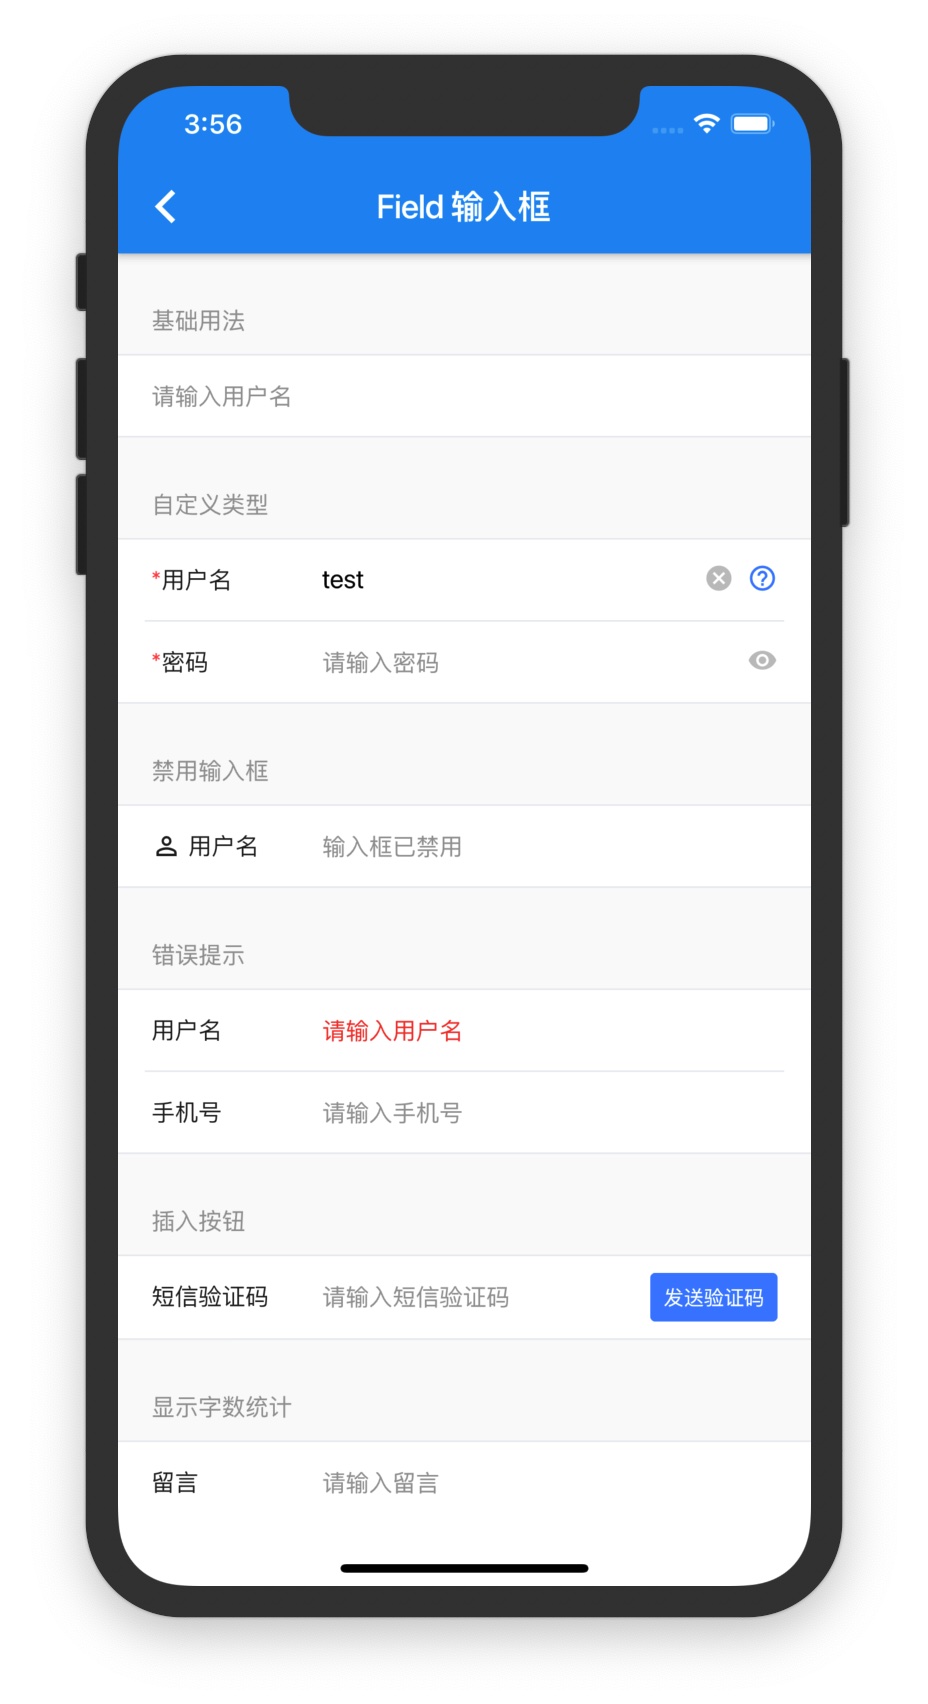 3:56
Field 输入框
基础用法
请输入用户名
自定义类型
*用户名 test
*密码 请输入密码
禁用输入框
用户名 输入框已禁用
错误提示
用户名 请输入用户名
手机号 请输入手机号
插入按钮
短信验证码 请输入短信验证码 发送验证码
显示字数统计
留言 请输入留言